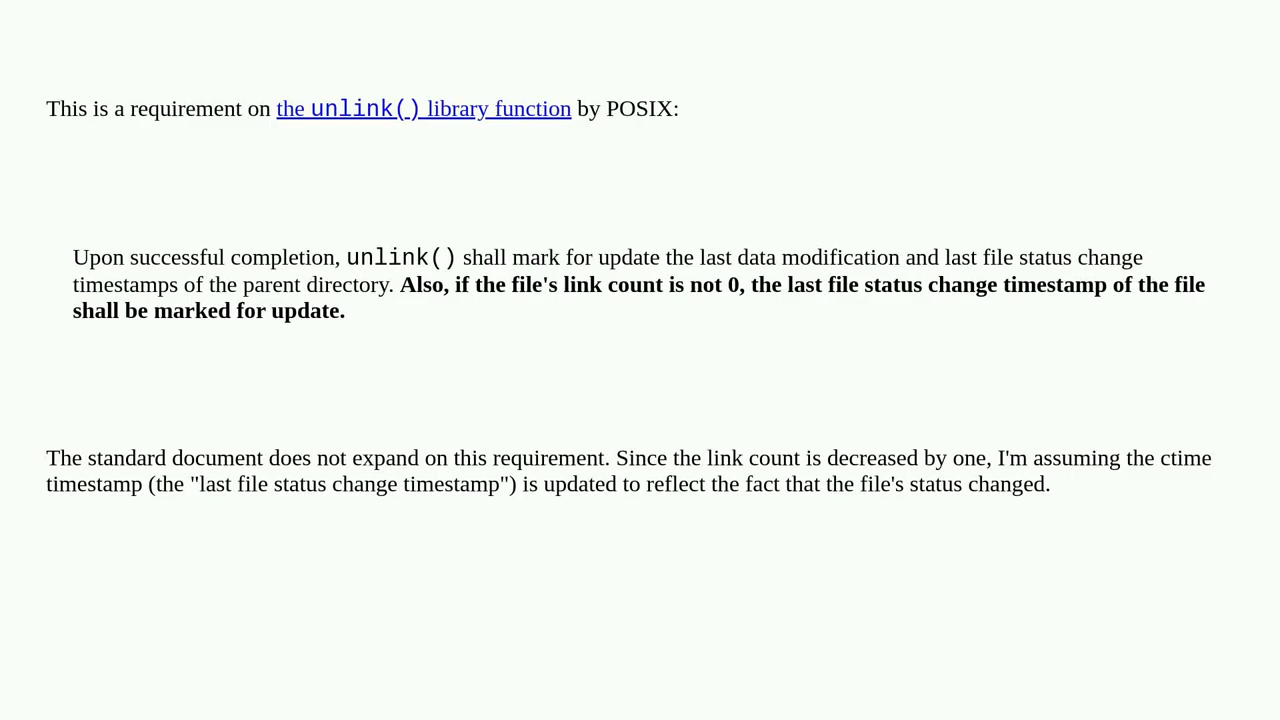 This is a requirement on the unlink() library function by POSIX:
Upon successful completion, unlink() shall mark for update the last data modification and last file status change
timestamps of the parent directory. Also, if the file's link count is not 0, the last file status change timestamp of the file
shall be marked for update.
The standard document does not expand on this requirement. Since the link count is decreased by one, I'm assuming the ctime
timestamp (the "last file status change timestamp") is updated to reflect the fact that the file's status changed.